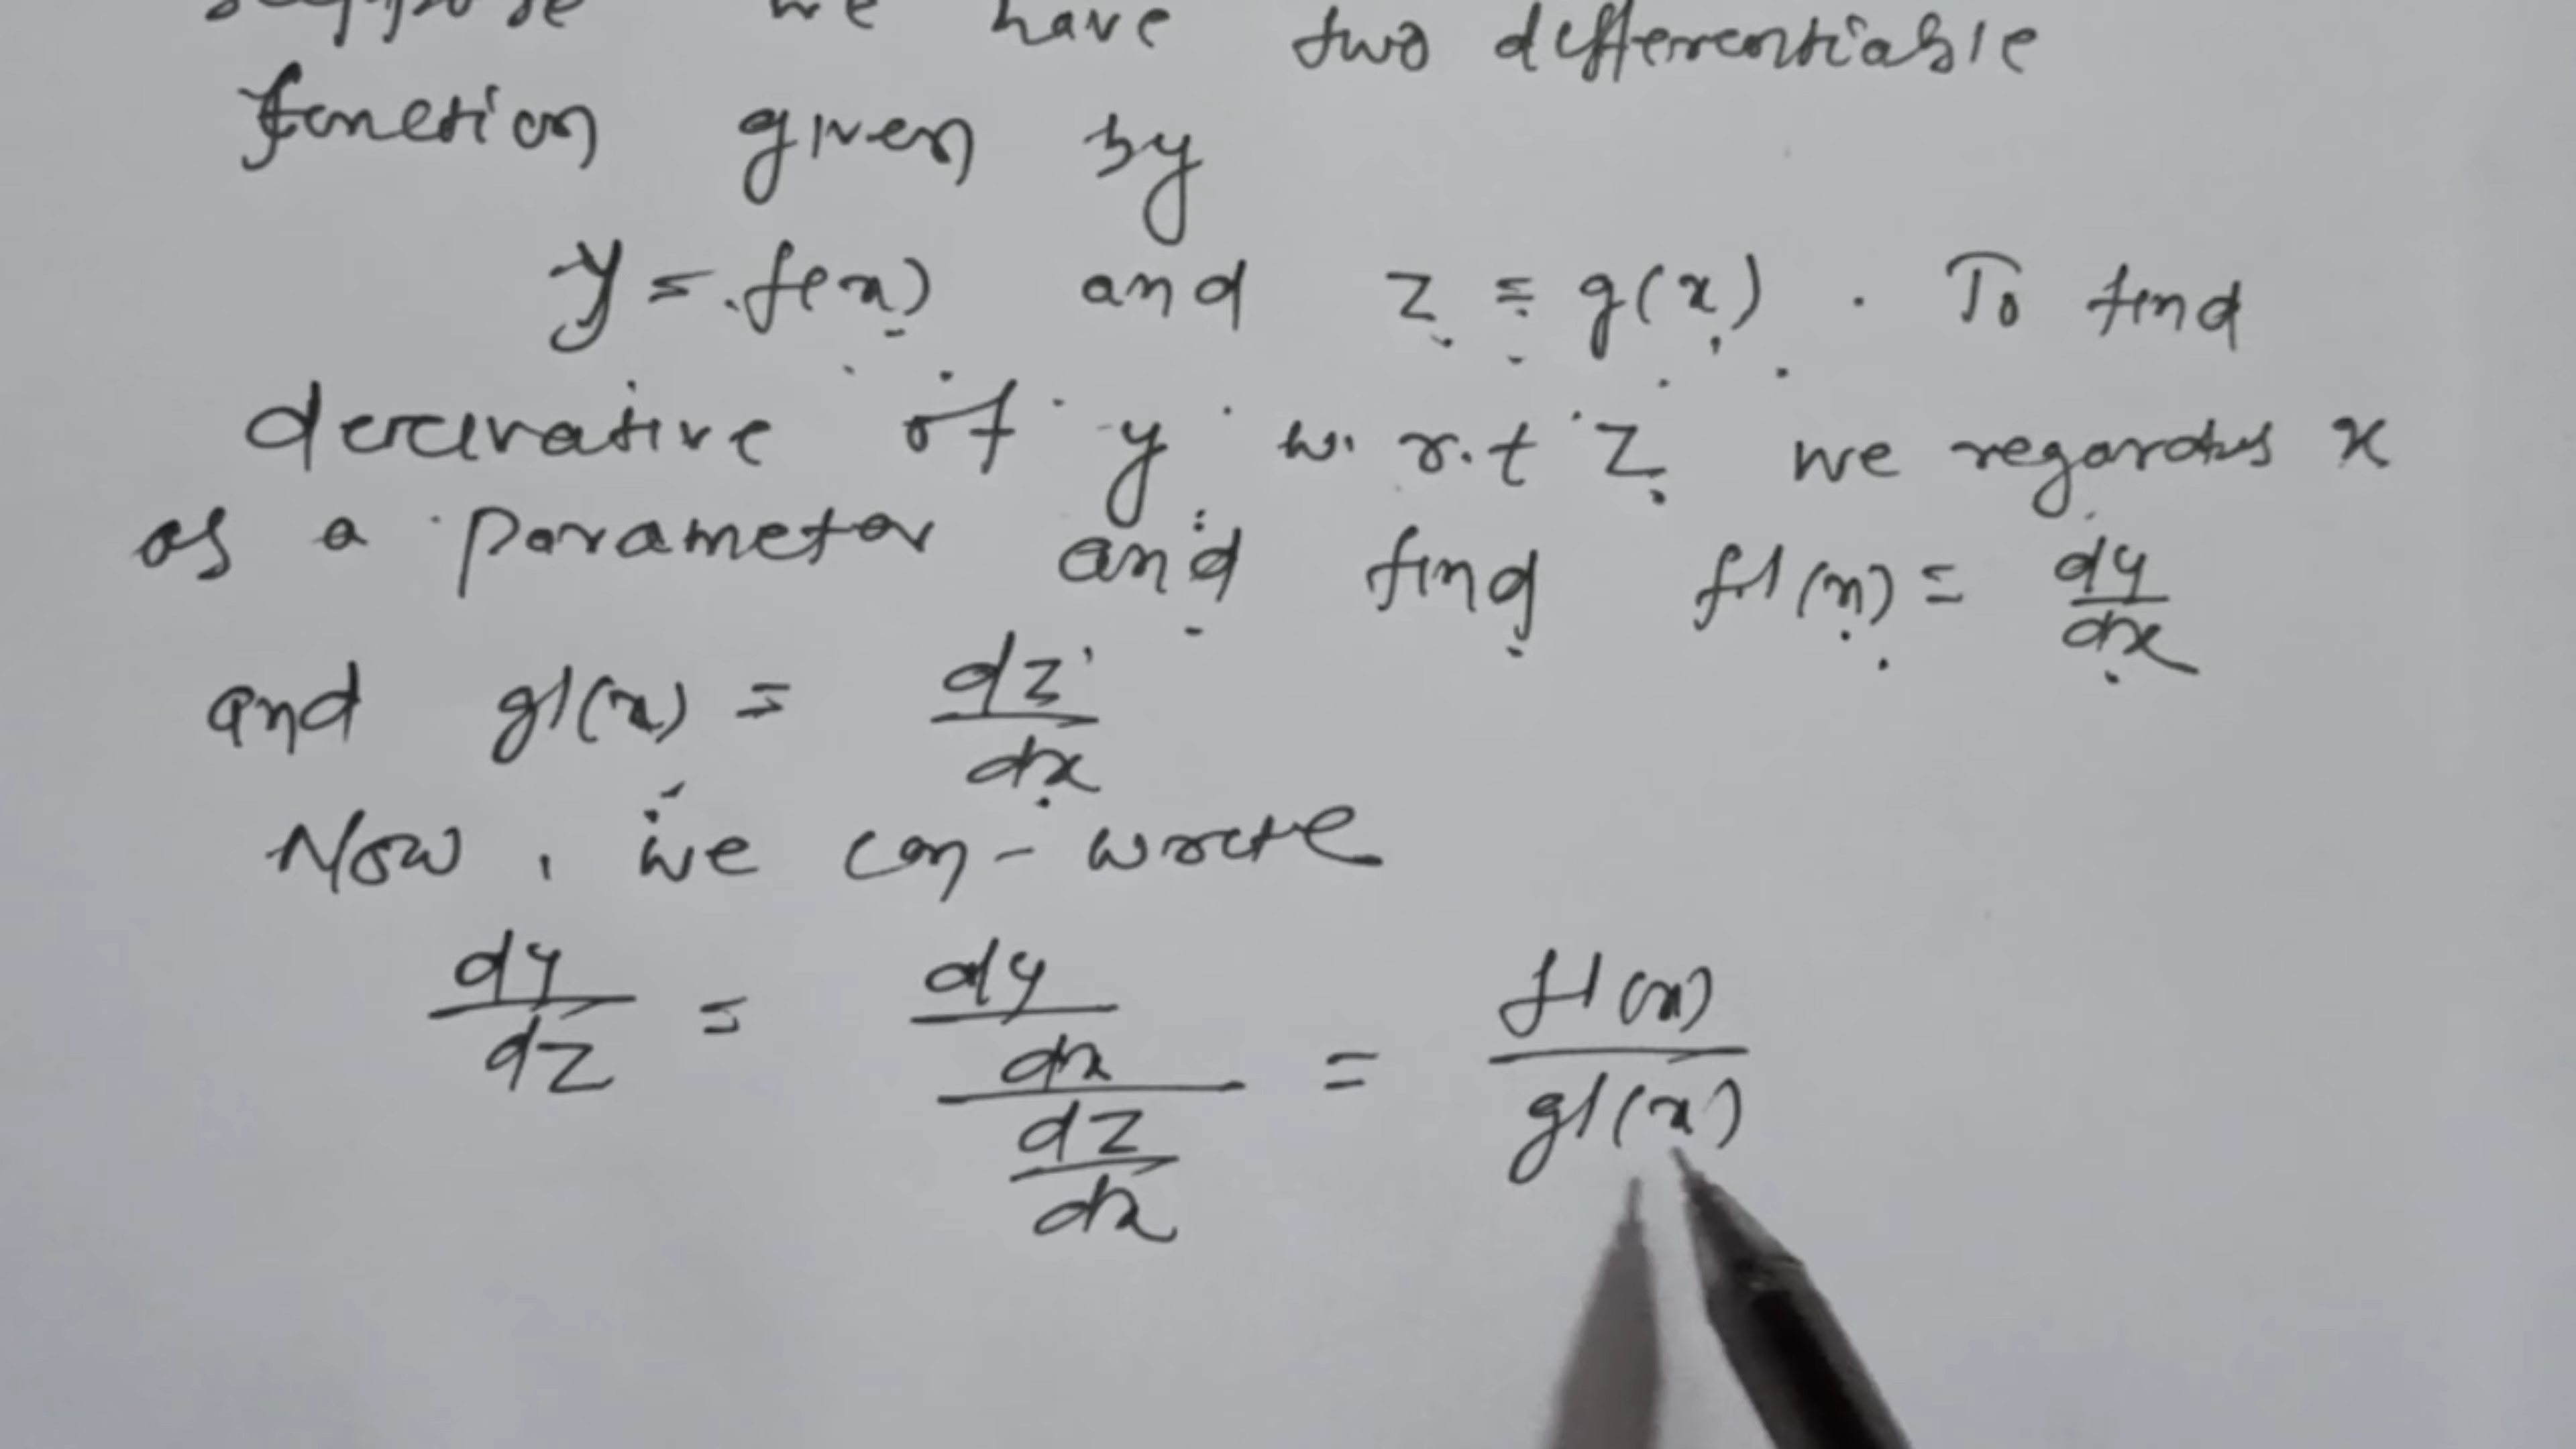 suppose we have two differentiable
function given by
y = f(x) and z = g(x). To find
derivative of y w.r.t z we regards x
as a parameter and find f'(x) = dy/dx
and g'(x) = dz/dx
Now, we can write
dy/dz = (dy/dx)/(dz/dx) = f'(x)/g'(x)